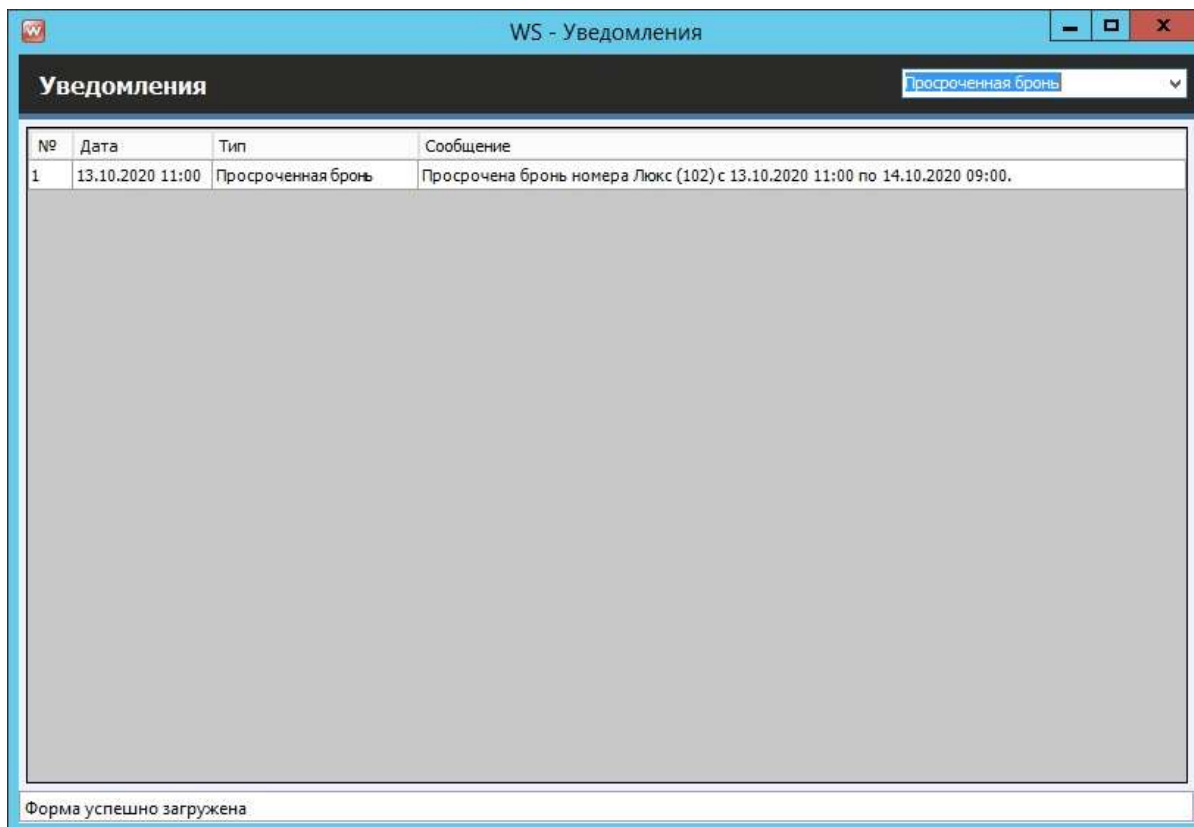 WS - Уведомления
Уведомления
Просроченная бронь
№ Дата Тип Сообщение
1 13.10.2020 11:00 Просроченная бронь Просрочена бронь номера Люкс (102) с 13.10.2020 11:00 по 14.10.2020 09:00.
Форма успешно загружена